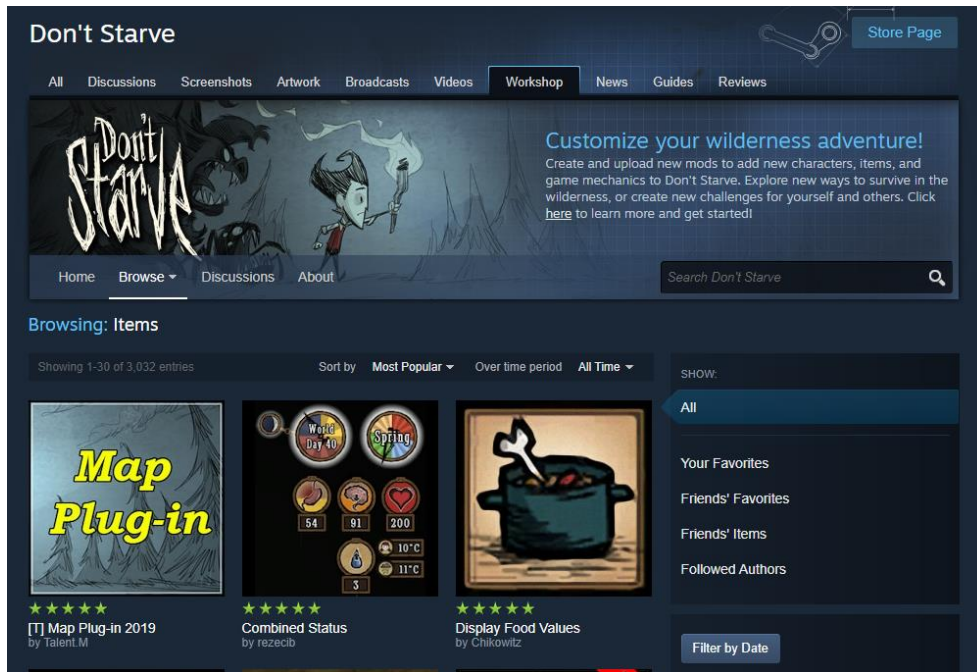 Don't Starve
Store Page
All Discussions Screenshots Artwork Broadcasts Videos Workshop News Guides Reviews
Don't
Starve
Customize your wilderness adventure!
Create and upload new mods to add new characters, items, and
game mechanics to Don't Starve. Explore new ways to survive in the
wilderness, or create new challenges for yourself and others. Click
here to learn more and get started!
Home Browse Discussions About
Search Don't Starve
Browsing: Items
Showing 1-30 of 3,032 entries
Sort by Most Popular Over time period All Time
SHOW:
All
Your Favorites
Friends' Favorites
Friends' Items
Followed Authors
Filter by Date
Map
Plug-in
World
Day 40
Spring
54 91 200
10°C
11°C
3
[T] Map Plug-in 2019
by Talent.M
Combined Status
by rezecib
Display Food Values
by Chikowitz